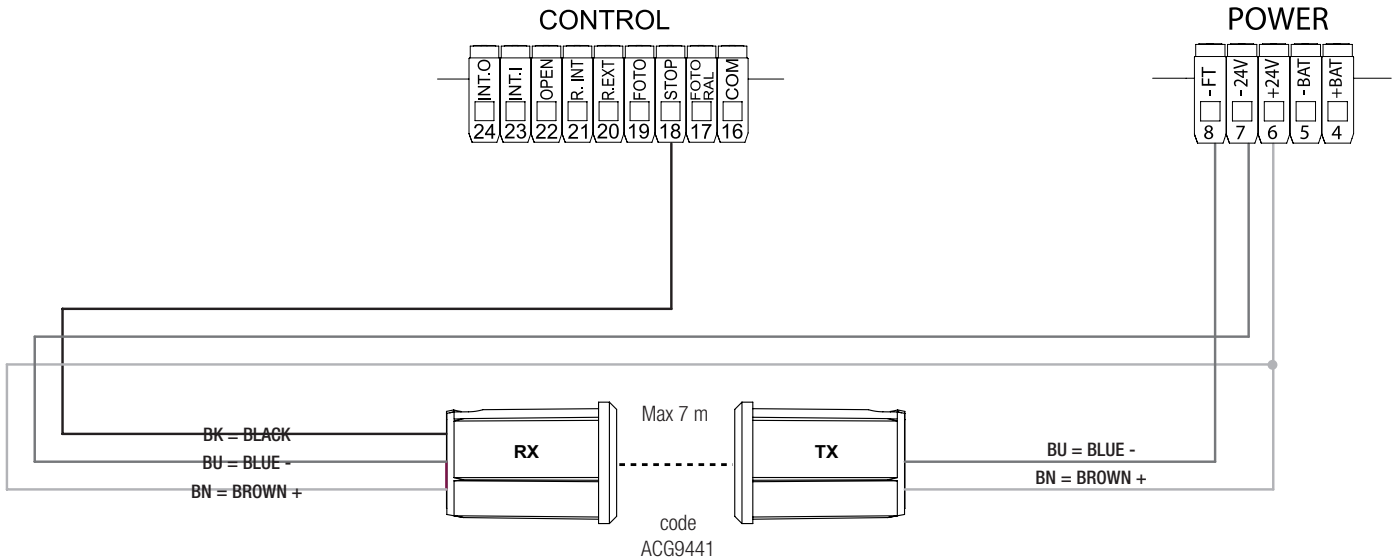 CONTROL
INT.O
INT.I
OPEN
R. INT
R.EXT
FOTO
STOP
FOTO
RAL
COM
24
23
22
21
20
19
18
17
16
POWER
-FT
-24V
+24V
-BAT
+BAT
8
7
6
5
4
BK = BLACK
BU = BLUE -
BN = BROWN +
RX
Max 7 m
TX
BU = BLUE -
BN = BROWN +
code
ACG9441